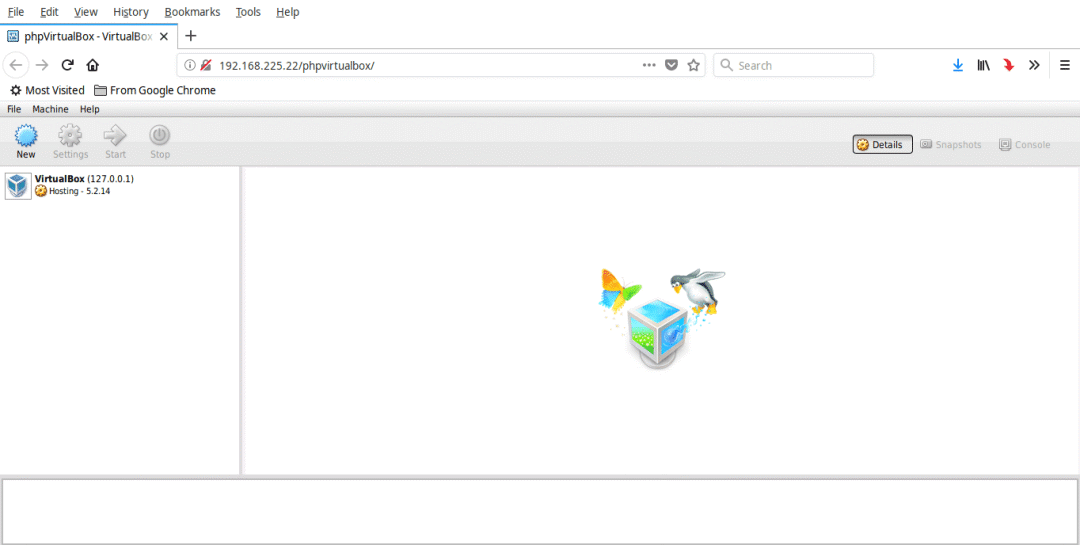 File Edit View History Bookmarks Tools Help
phpVirtualBox - VirtualBox
192.168.225.22/phpvirtualbox/ Search
Most Visited From Google Chrome
File Machine Help
New Settings Start Stop Details Snapshots Console
VirtualBox (127.0.0.1)
Hosting - 5.2.14